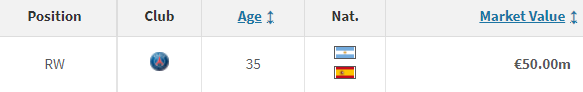 Position Club Age Nat. Market Value
RW 35 €50.00m